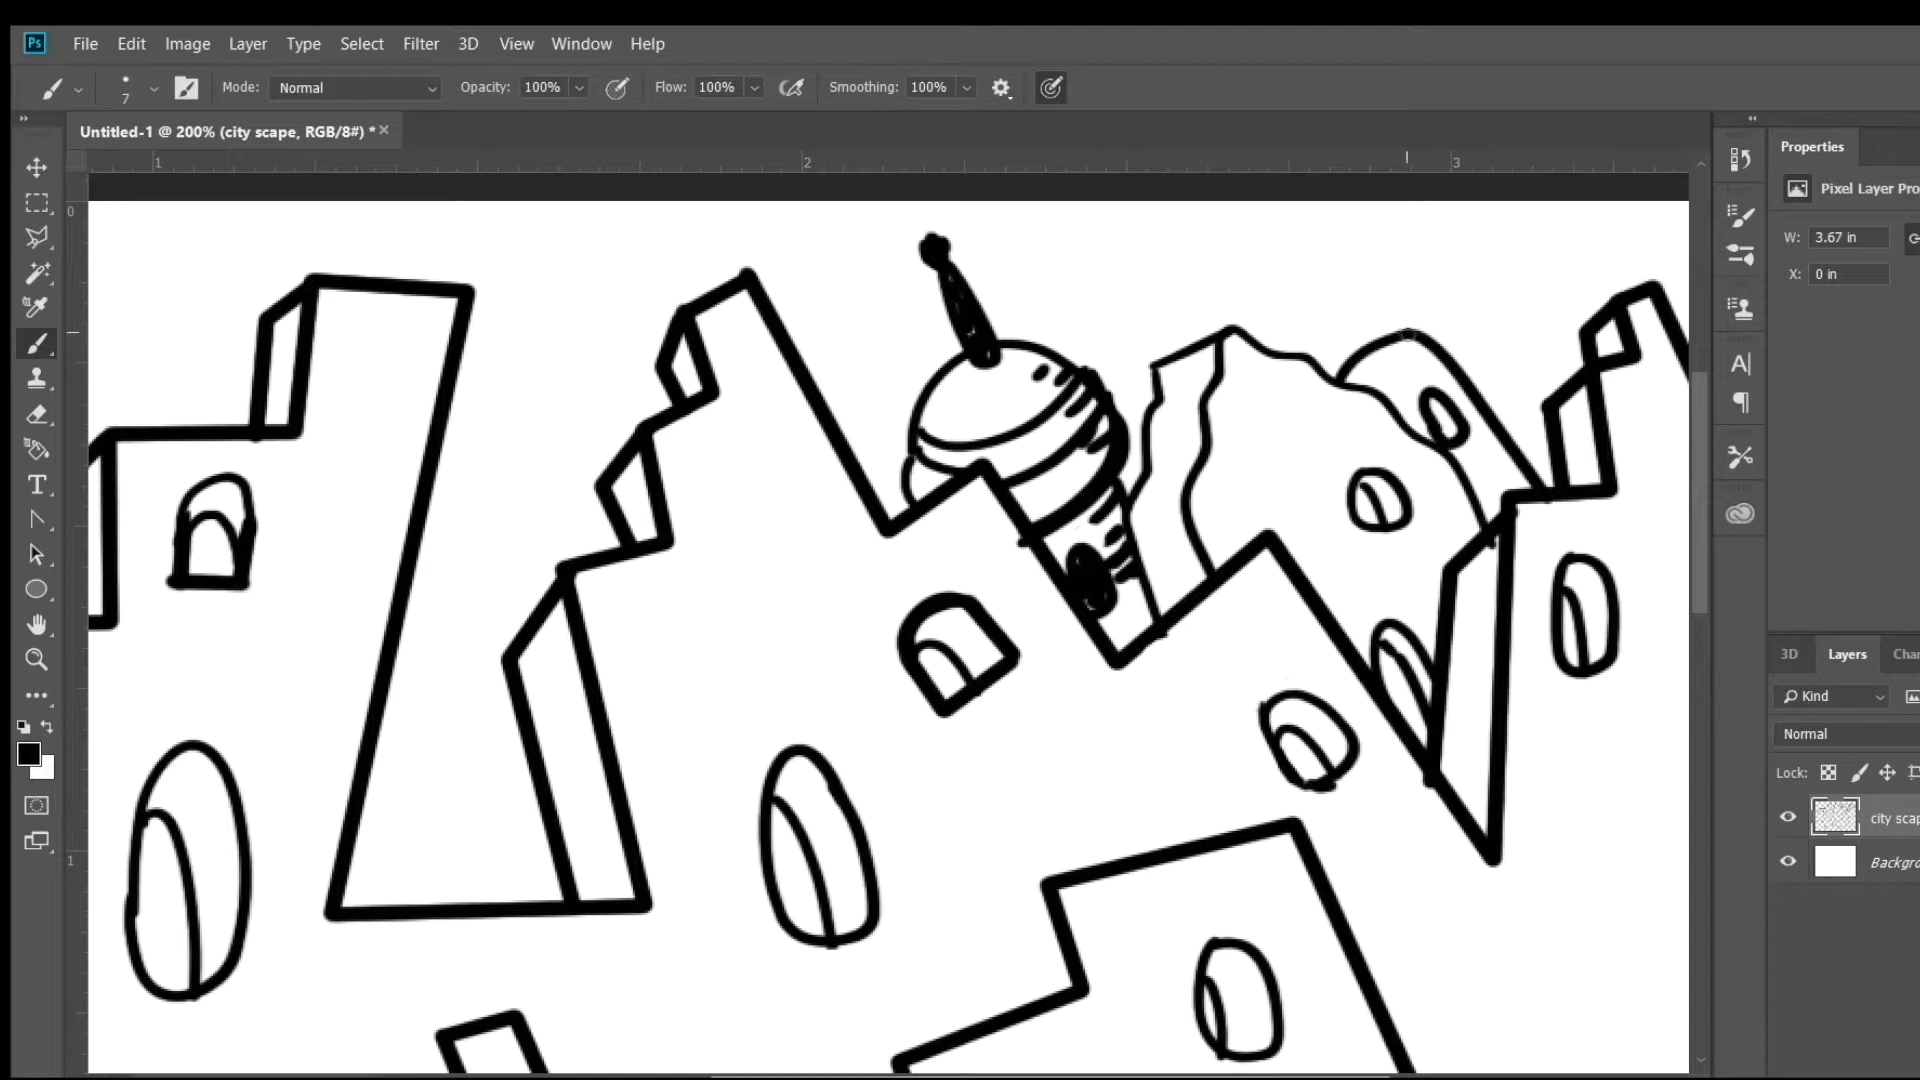 Ps File Edit Image Layer Type Select Filter 3D View Window Help
7 Mode: Normal Opacity: 100% Flow: 100% Smoothing: 100%
Untitled-1 @ 200% (city scape, RGB/8#) * ×
1 2 3
0
1
Properties
Pixel Layer Pro
W: 3.67 in
X: 0 in
3D Layers Char
Kind
Normal
Lock:
city scap
Backgro